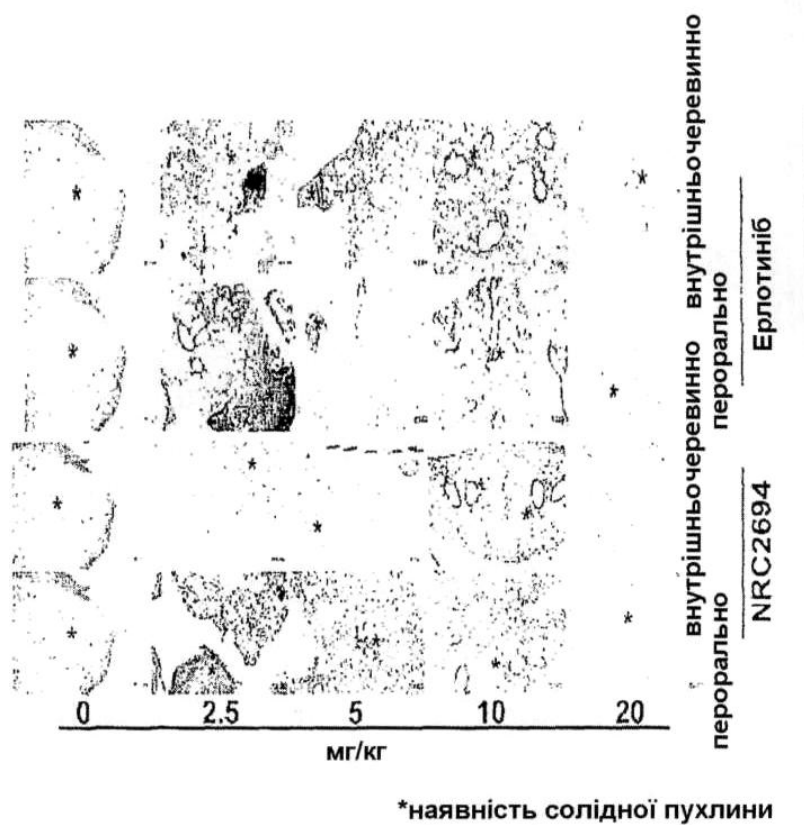 внутрішньочеревинно
перорально
Ерлотиніб
внутрішньочеревинно
перорально
NRC2694
0 2.5 5 10 20
мг/кг
*наявність солідної пухлини